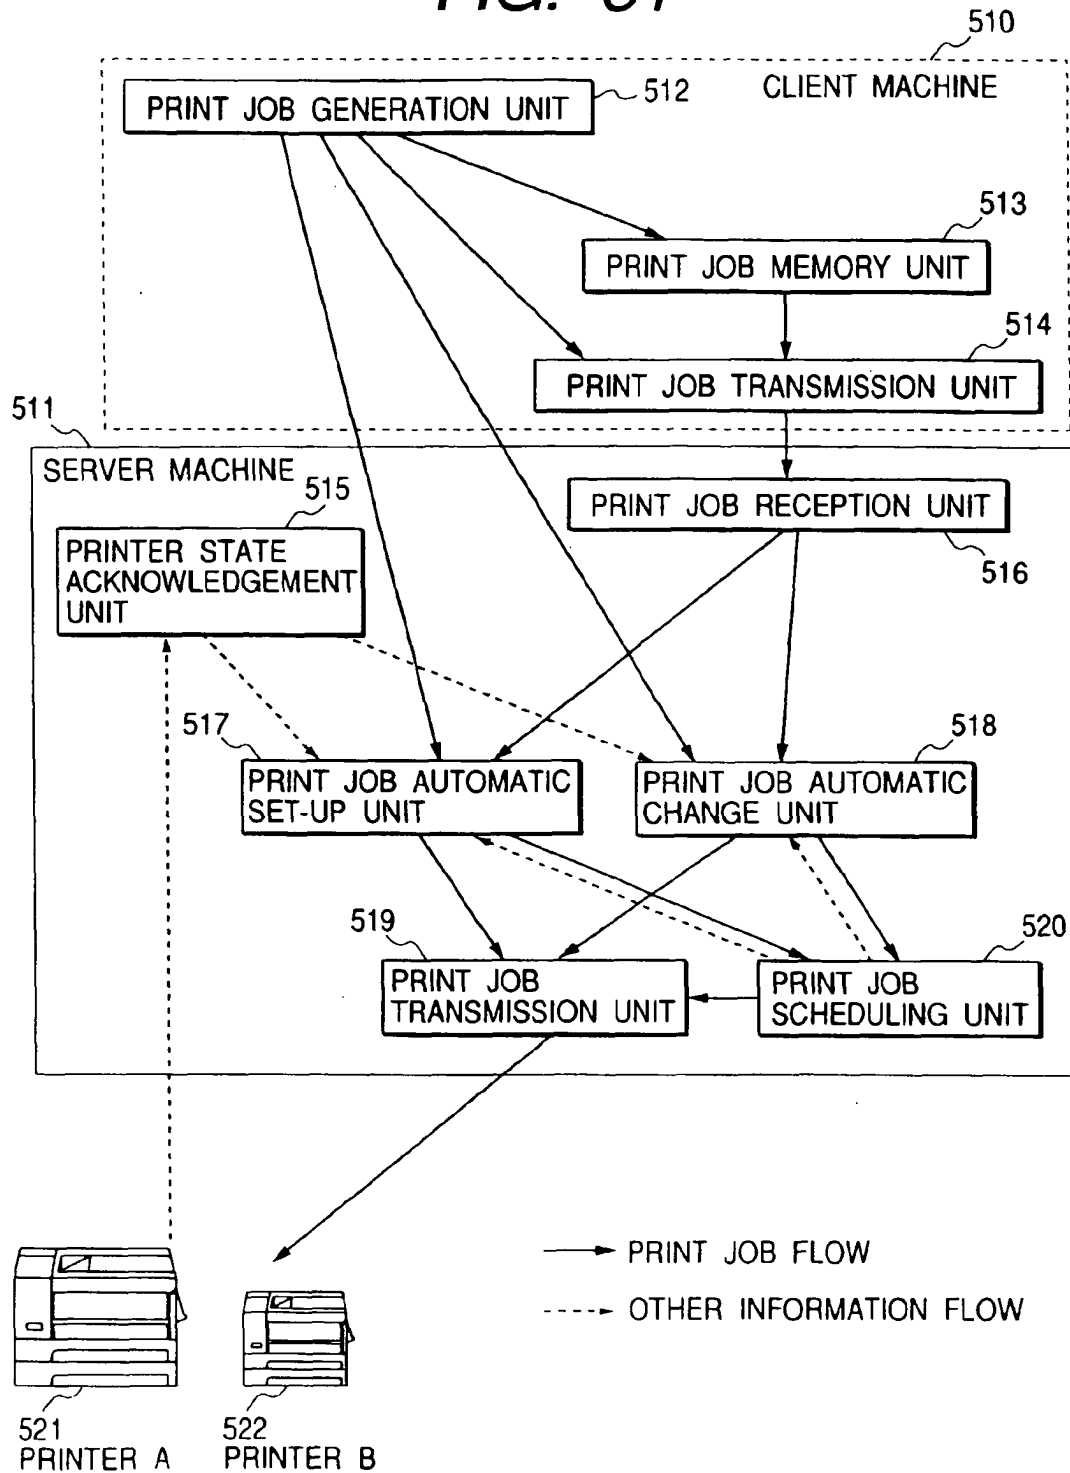 510
CLIENT MACHINE
PRINT JOB GENERATION UNIT
512
513
PRINT JOB MEMORY UNIT
514
PRINT JOB TRANSMISSION UNIT
511
SERVER MACHINE
515
PRINTER STATE
ACKNOWLEDGEMENT
UNIT
PRINT JOB RECEPTION UNIT
516
517
PRINT JOB AUTOMATIC
SET-UP UNIT
518
PRINT JOB AUTOMATIC
CHANGE UNIT
519
PRINT JOB
TRANSMISSION UNIT
520
PRINT JOB
SCHEDULING UNIT
PRINT JOB FLOW
OTHER INFORMATION FLOW
521
PRINTER A
522
PRINTER B